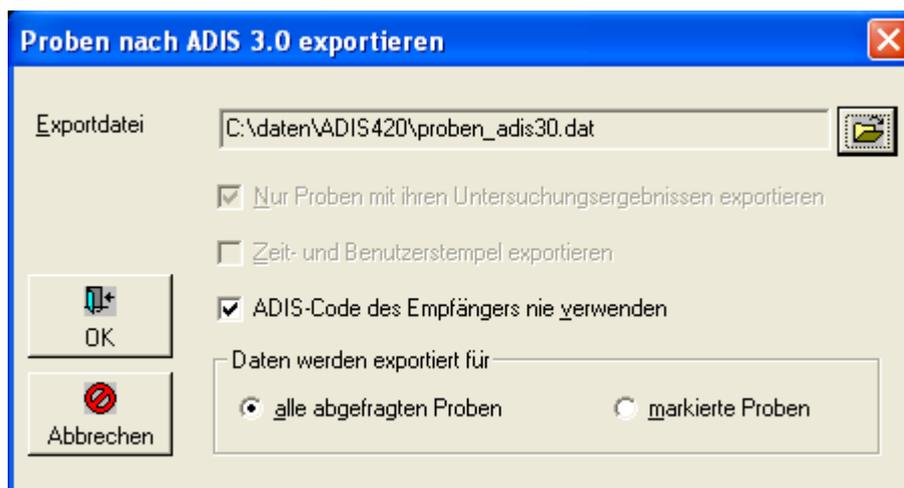 Proben nach ADIS 3.0 exportieren
Exportdatei
C:\daten\ADIS420\proben_adis30.dat
Nur Proben mit ihren Untersuchungsergebnissen exportieren
Zeit- und Benutzerstempel exportieren
ADIS-Code des Empfängers nie verwenden
OK
Daten werden exportiert für
alle abgefragten Proben
markierte Proben
Abbrechen